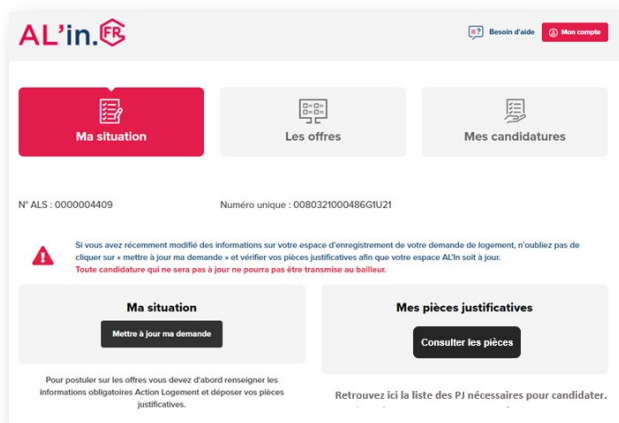 AL'in.FR
Besoin d'aide
Mon compte
Ma situation
Les offres
Mes candidatures
N° ALS : 0000004409
Numéro unique : 0080321000486G1U21
Si vous avez récemment modifié des informations sur votre espace d'enregistrement de votre demande de logement, n'oubliez pas de
cliquer sur « mettre à jour ma demande » et vérifier vos pièces justificatives afin que votre espace AL'in soit à jour.
Toute candidature qui ne sera pas à jour ne pourra pas être transmise au bailleur.
Ma situation
Mettre à jour ma demande
Pour postuler sur les offres vous devez d'abord renseigner les
informations obligatoires Action Logement et déposer vos pièces
justificatives.
Mes pièces justificatives
Consulter les pièces
Retrouvez ici la liste des PJ nécessaires pour candidater.